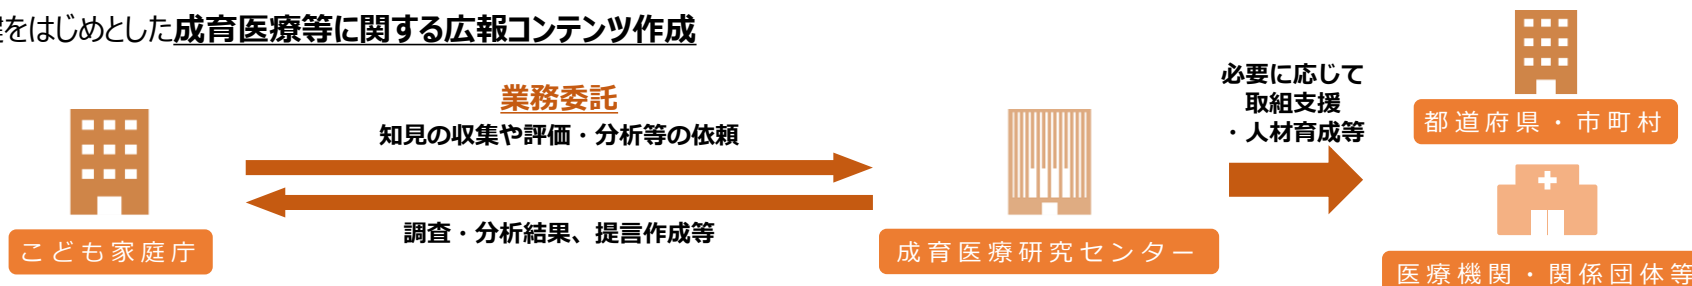 をはじめとした成育医療等に関する広報コンテンツ作成
業務委託
知見の収集や評価・分析等の依頼
調査・分析結果、提言作成等
こども家庭庁
成育医療研究センター
必要に応じて
取組支援
・人材育成等
都道府県・市町村
医療機関・関係団体等